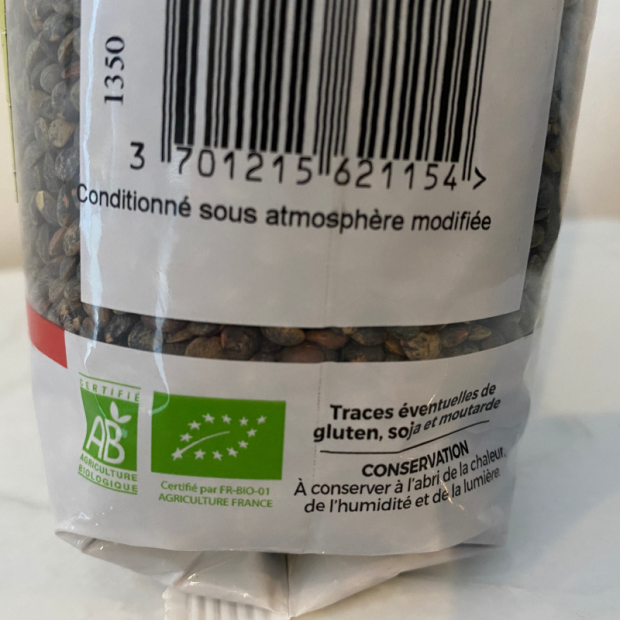 1350
3 701215 621154 >
Conditionné sous atmosphère modifiée
CERTIFIÉ
AB
AGRICULTURE
BIOLOGIQUE
Certifié par FR-BIO-01
AGRICULTURE FRANCE
Traces éventuelles de
gluten, soja et moutarde
CONSERVATION
À conserver à l'abri de la chaleur,
de l'humidité et de la lumière.